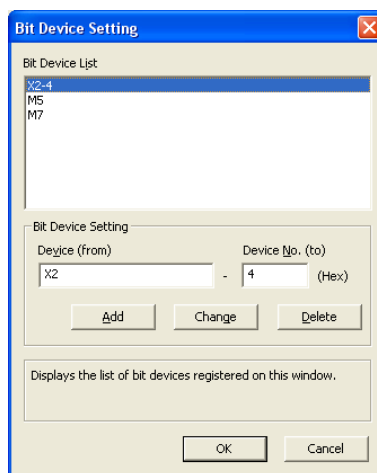 Bit Device Setting
Bit Device List
X2-4
M5
M7
Bit Device Setting
Device (from) Device No. (to)
X2 - 4 (Hex)
Add Change Delete
Displays the list of bit devices registered on this window.
OK Cancel